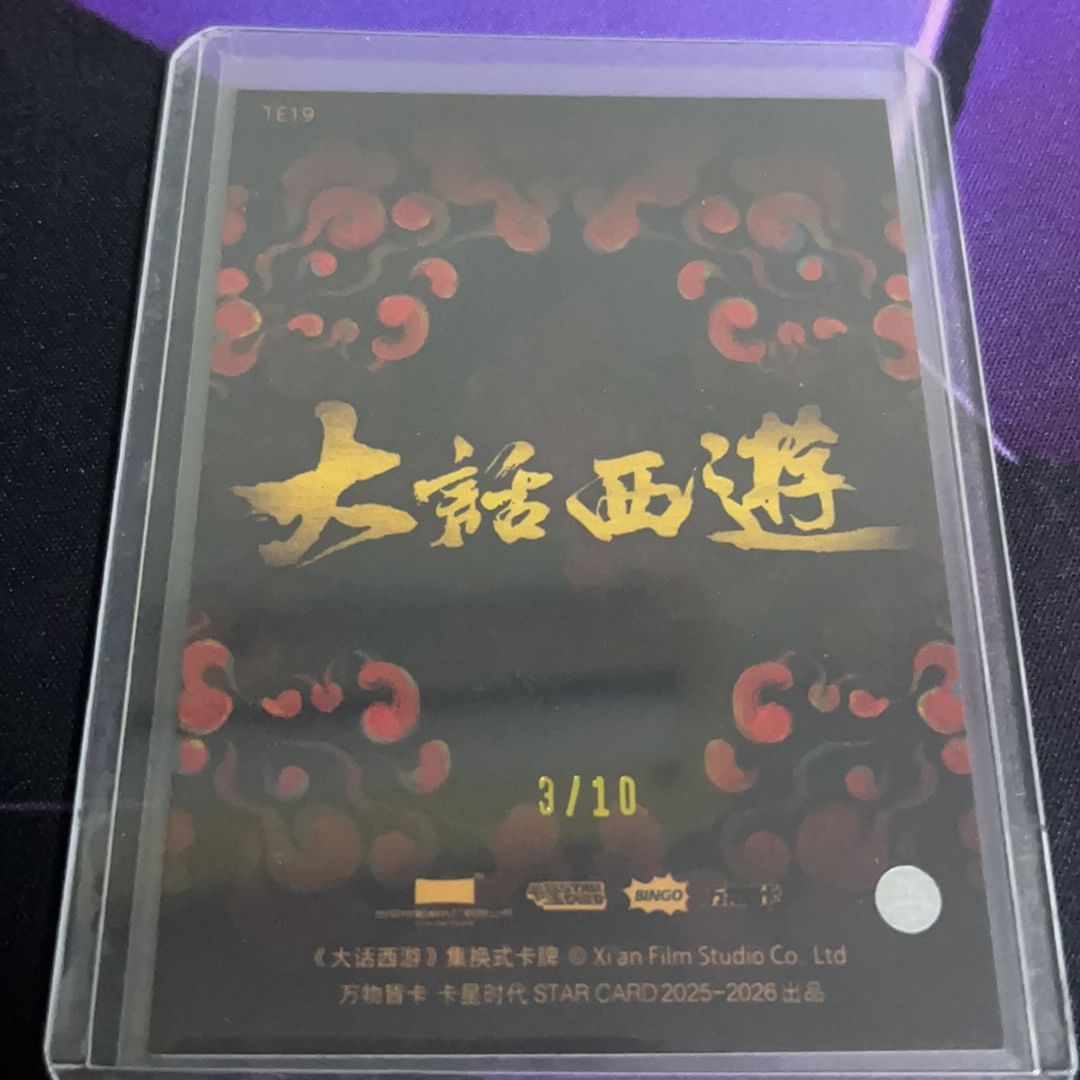 TE19
大話西遊
3/10
BINGO
《大话西游》集换式卡牌 © Xi'an Film Studio Co., Ltd
万物皆卡 卡星时代 STAR CARD 2025-2026 出品